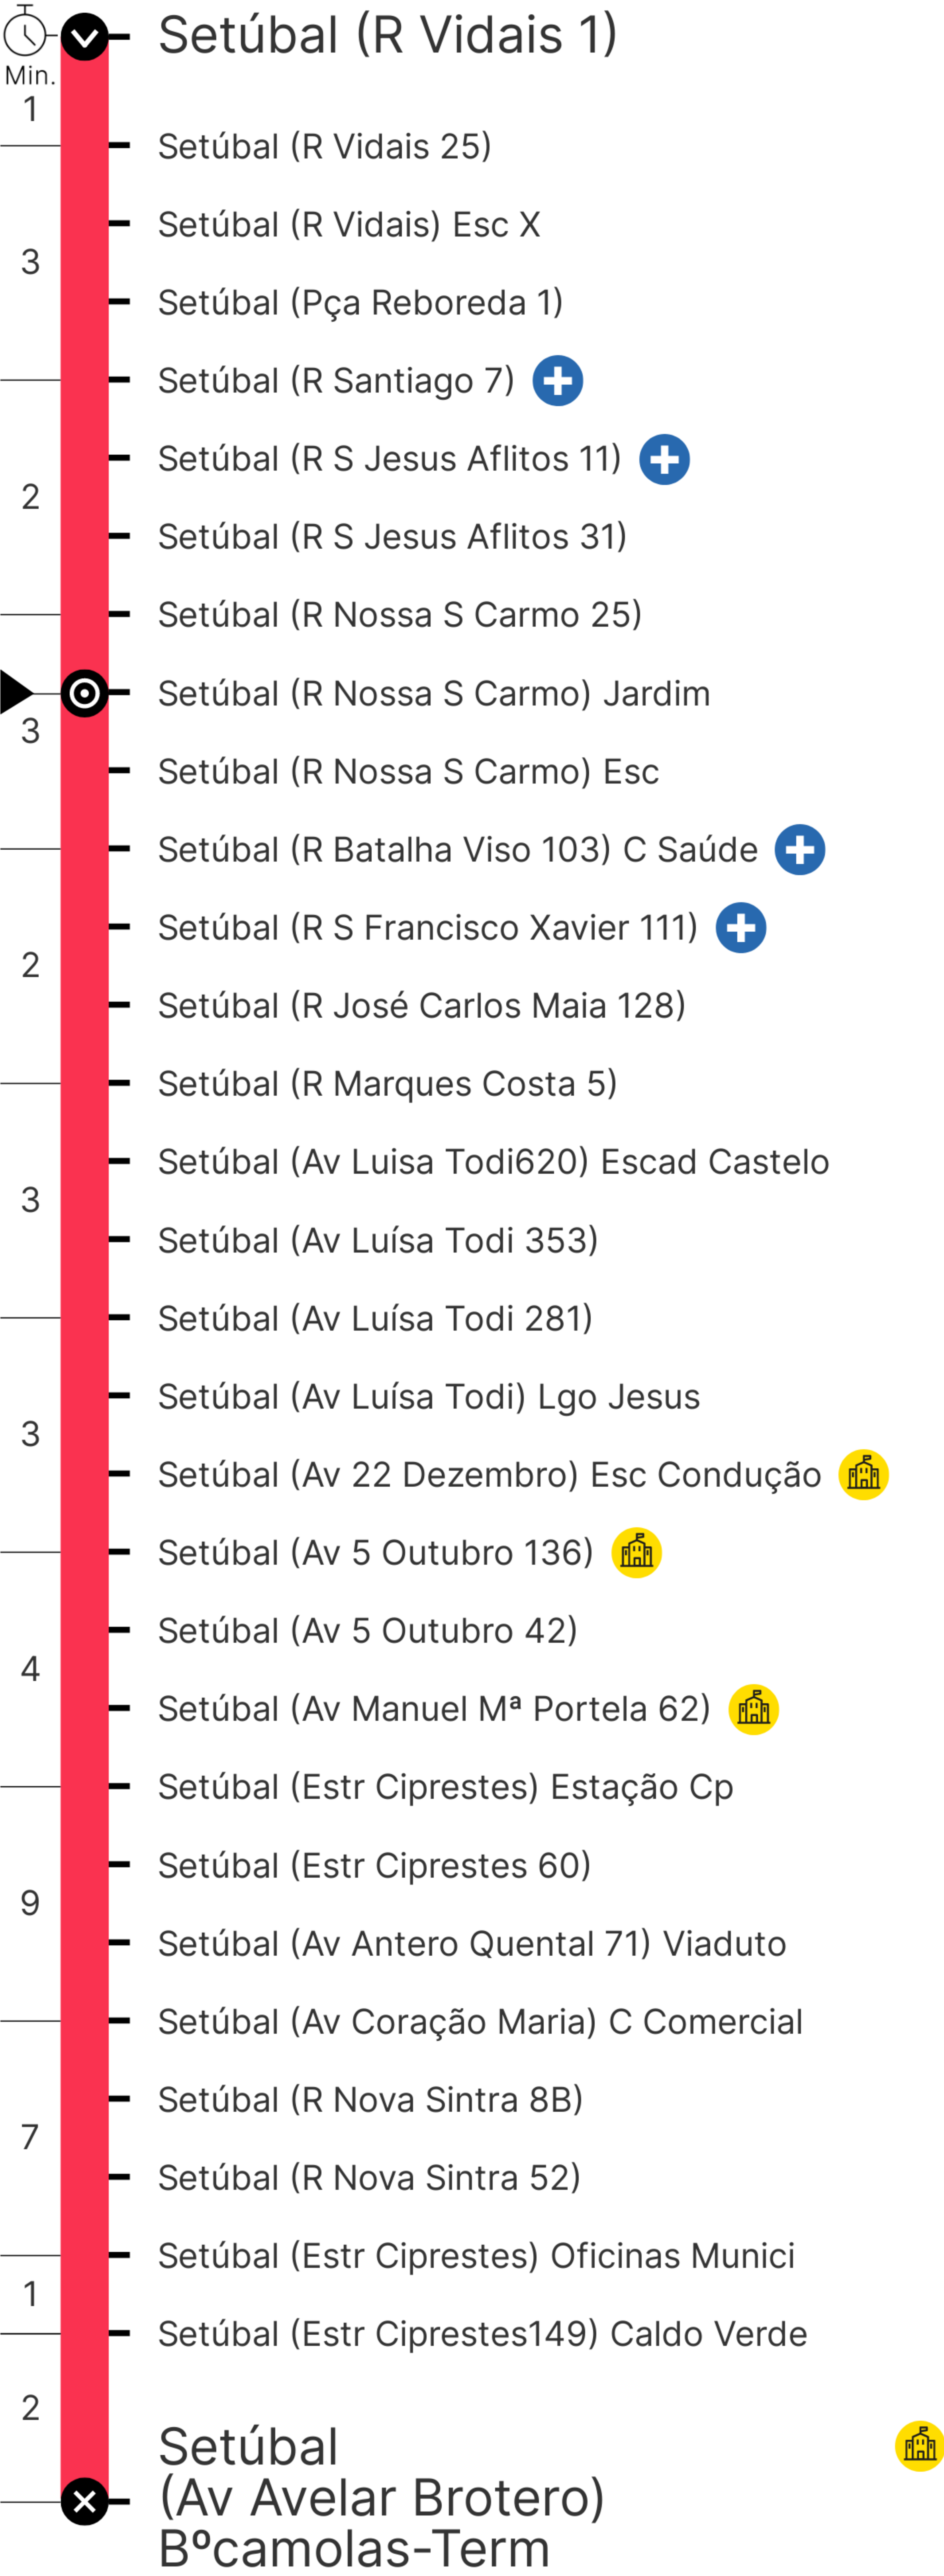 Setúbal (R Vidais 1)
Min.
1
Setúbal (R Vidais 25)
Setúbal (R Vidais) Esc X
3
Setúbal (Pça Reboreda 1)
Setúbal (R Santiago 7)
Setúbal (R S Jesus Aflitos 11)
2
Setúbal (R S Jesus Aflitos 31)
Setúbal (R Nossa S Carmo 25)
Setúbal (R Nossa S Carmo) Jardim
3
Setúbal (R Nossa S Carmo) Esc
Setúbal (R Batalha Viso 103) C Saúde
Setúbal (R S Francisco Xavier 111)
2
Setúbal (R José Carlos Maia 128)
Setúbal (R Marques Costa 5)
Setúbal (Av Luisa Todi620) Escad Castelo
3
Setúbal (Av Luísa Todi 353)
Setúbal (Av Luísa Todi 281)
Setúbal (Av Luísa Todi) Lgo Jesus
3
Setúbal (Av 22 Dezembro) Esc Condução
Setúbal (Av 5 Outubro 136)
Setúbal (Av 5 Outubro 42)
4
Setúbal (Av Manuel Mª Portela 62)
Setúbal (Estr Ciprestes) Estação Cp
Setúbal (Estr Ciprestes 60)
9
Setúbal (Av Antero Quental 71) Viaduto
Setúbal (Av Coração Maria) C Comercial
Setúbal (R Nova Sintra 8B)
7
Setúbal (R Nova Sintra 52)
Setúbal (Estr Ciprestes) Oficinas Munici
1
Setúbal (Estr Ciprestes149) Caldo Verde
2
Setúbal
(Av Avelar Brotero)
Bºcamolas-Term